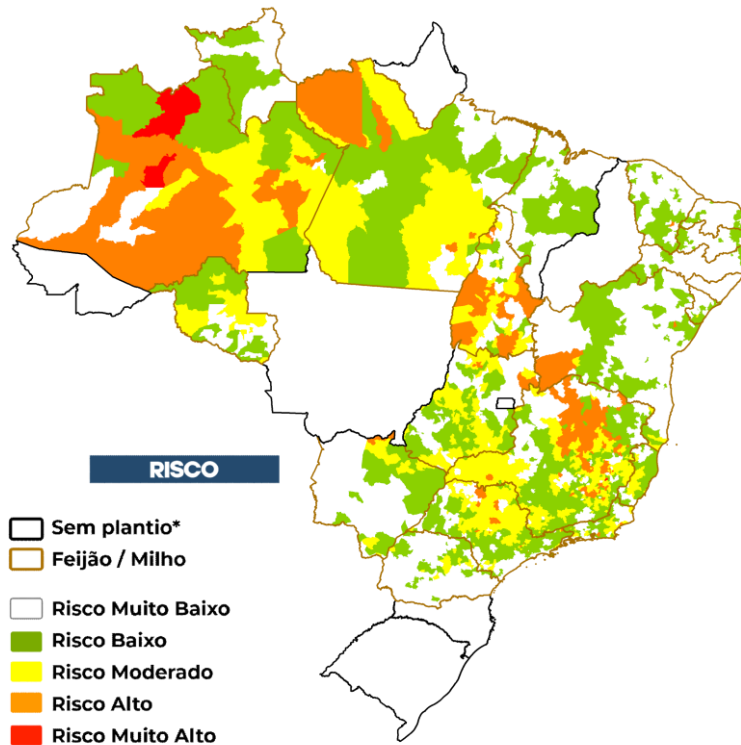 RISCO
Sem plantio*
Feijão / Milho
Risco Muito Baixo
Risco Baixo
Risco Moderado
Risco Alto
Risco Muito Alto